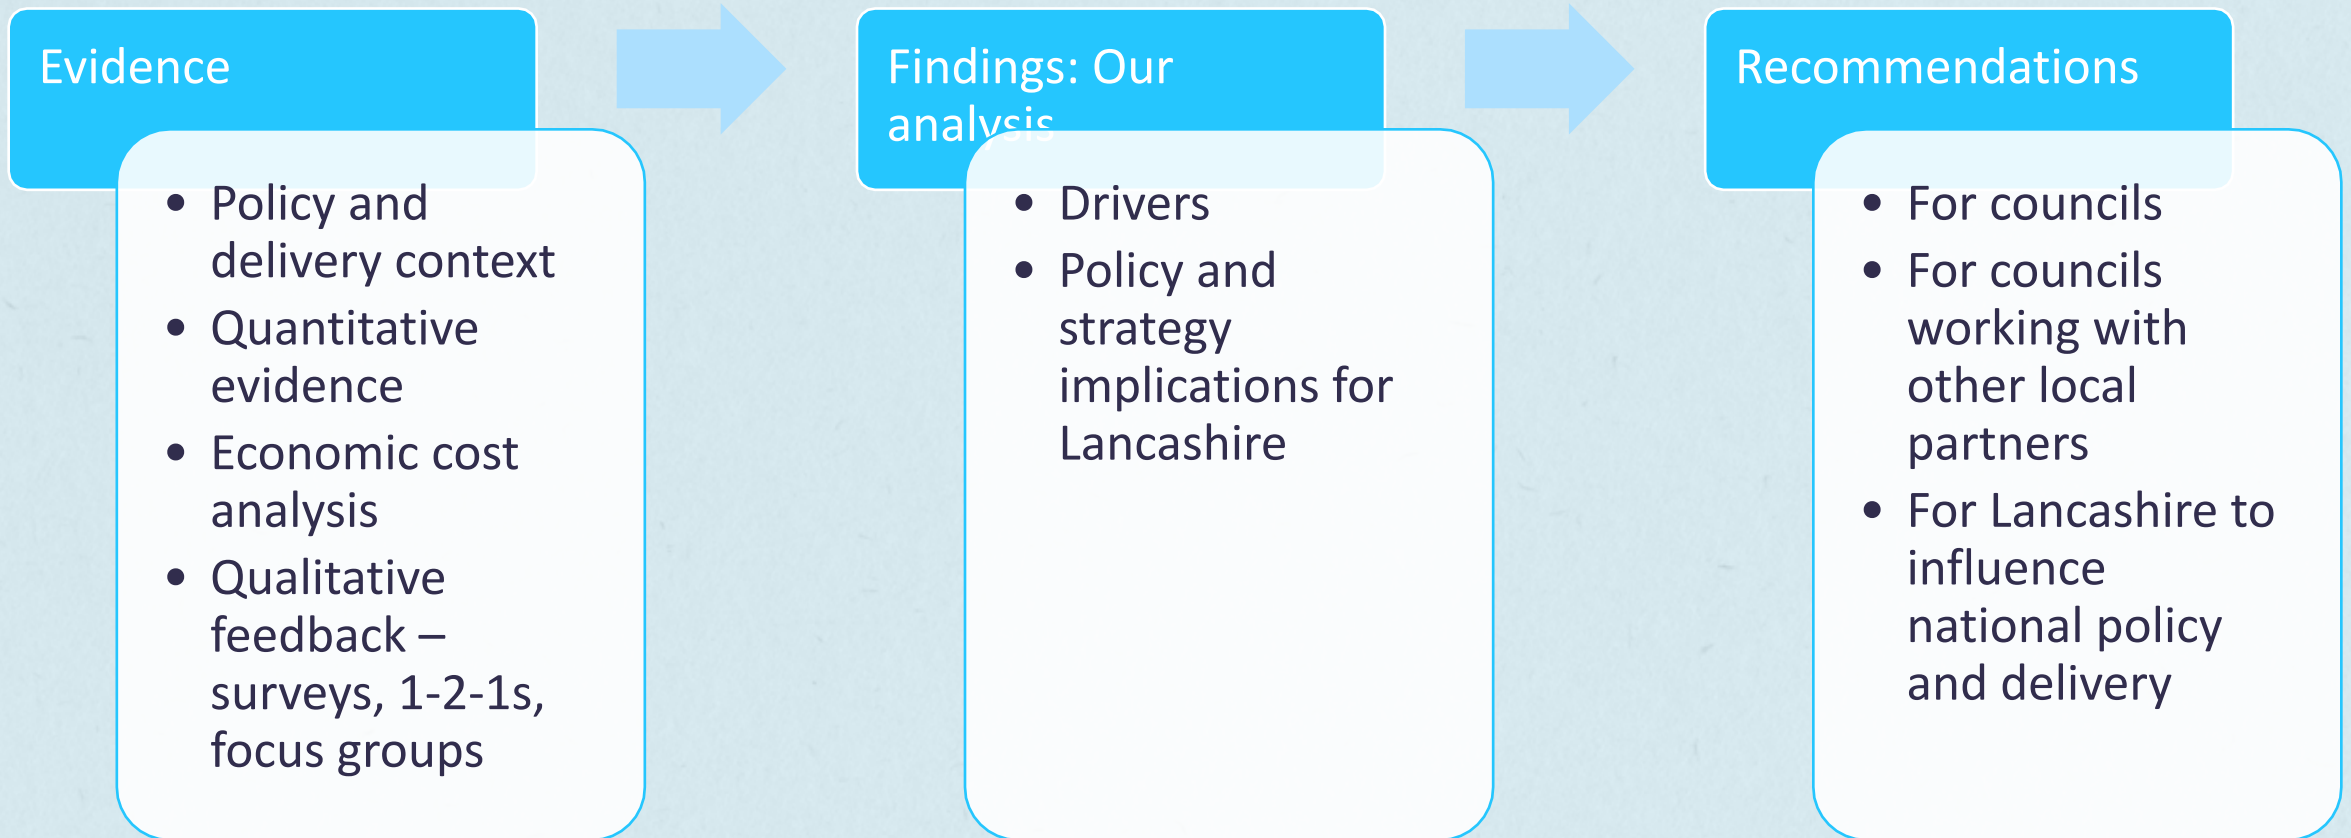 Evidence
• Policy and
delivery context
• Quantitative
evidence
• Economic cost
analysis
• Qualitative
feedback –
surveys, 1-2-1s,
focus groups
Findings: Our
analysis
• Drivers
• Policy and
strategy
implications for
Lancashire
Recommendations
• For councils
• For councils
working with
other local
partners
• For Lancashire to
influence
national policy
and delivery